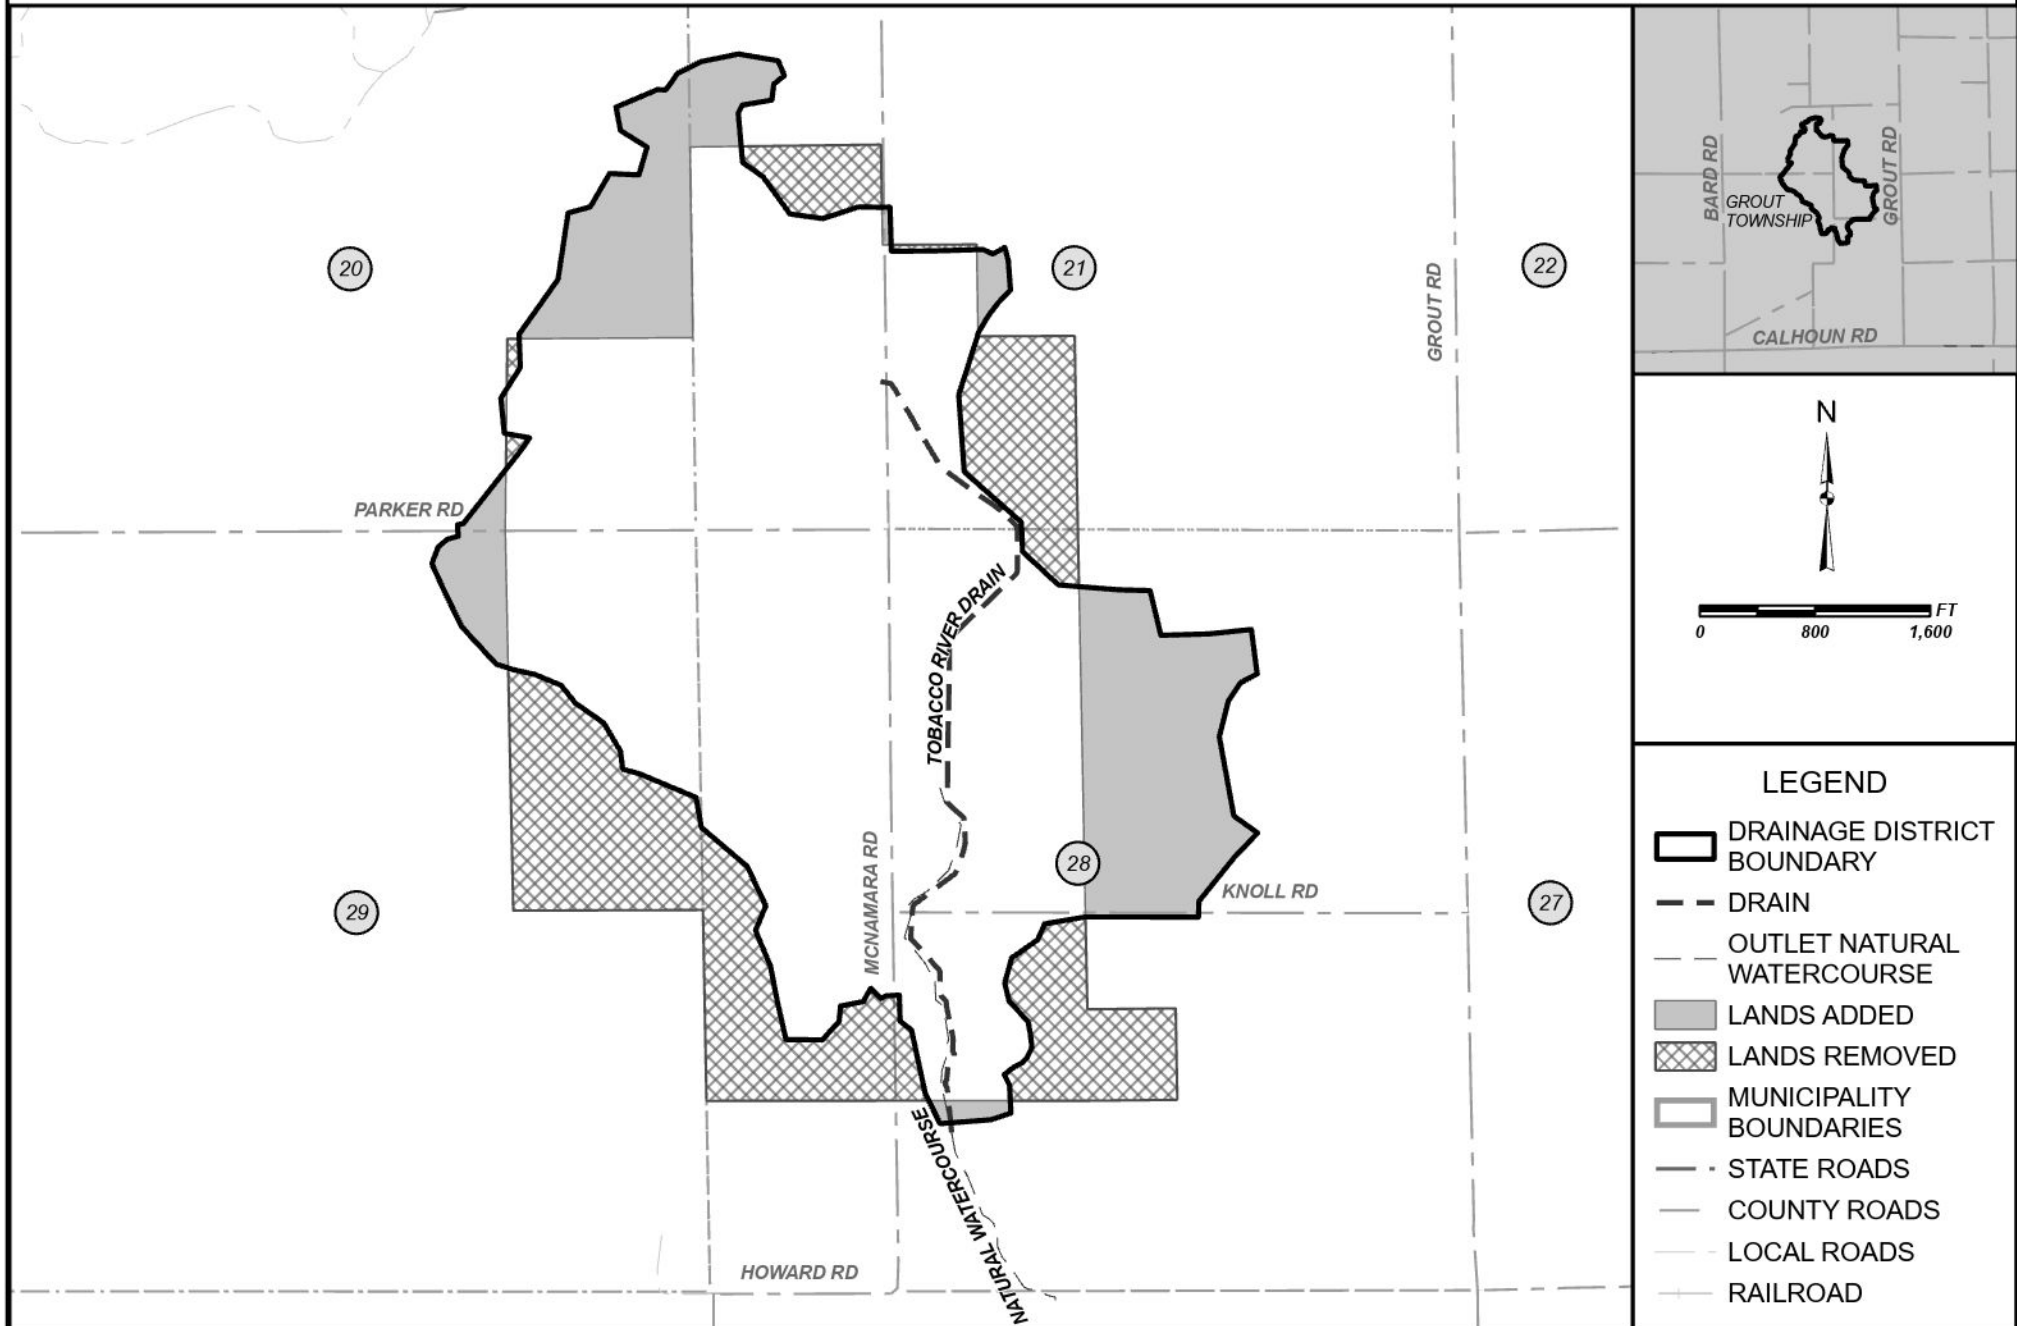 20
21
22
GROUT RD
PARKER RD
TOBACCO RIVER DRAIN
MCNAMARA RD
28
KNOLL RD
29
27
NATURAL WATERCOURSE
HOWARD RD
BARD RD
GROUT
TOWNSHIP
GROUT RD
CALHOUN RD
N
FT
0 800 1,600
LEGEND
DRAINAGE DISTRICT
BOUNDARY
DRAIN
OUTLET NATURAL
WATERCOURSE
LANDS ADDED
LANDS REMOVED
MUNICIPALITY
BOUNDARIES
STATE ROADS
COUNTY ROADS
LOCAL ROADS
RAILROAD